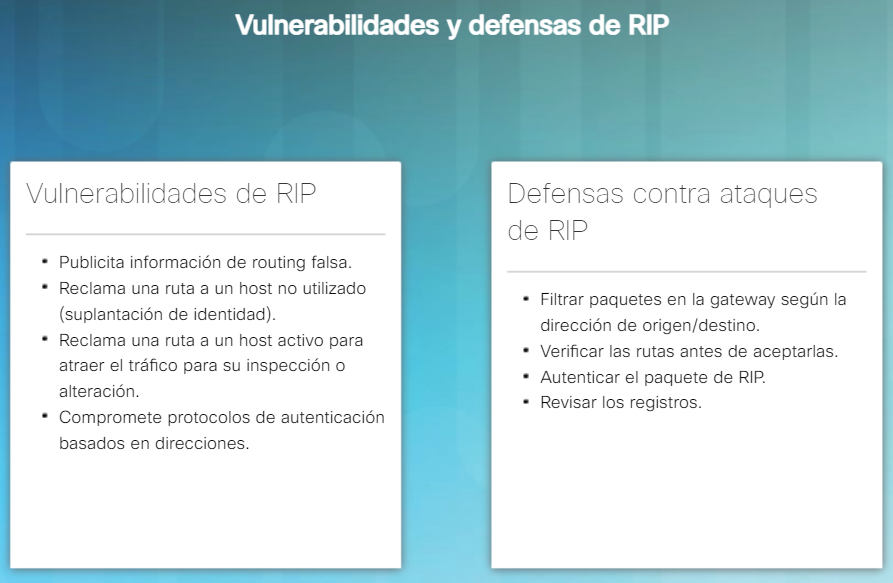 Vulnerabilidades y defensas de RIP
Vulnerabilidades de RIP
Publicita información de routing falsa.
Reclama una ruta a un host no utilizado
(suplantación de identidad).
Reclama una ruta a un host activo para
atraer el tráfico para su inspección o
alteración.
Compromete protocolos de autenticación
basados en direcciones.
Defensas contra ataques
de RIP
Filtrar paquetes en la gateway según la
dirección de origen/destino.
Verificar las rutas antes de aceptarlas.
Autenticar el paquete de RIP.
Revisar los registros.